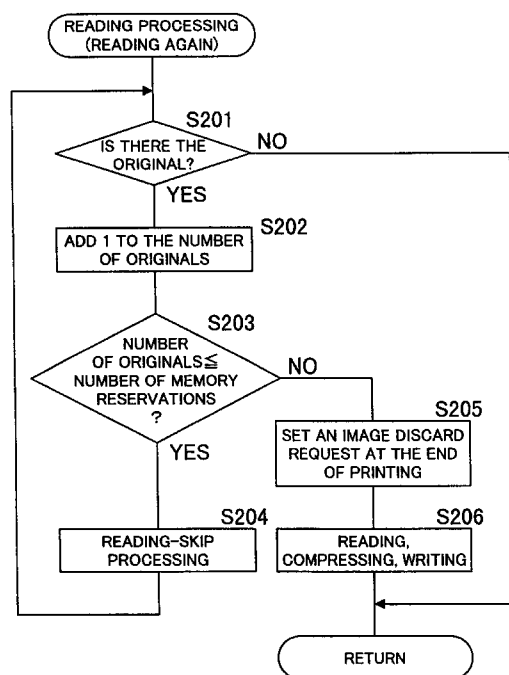 READING PROCESSING
(READING AGAIN)
S201
IS THERE THE
ORIGINAL?
NO
YES
S202
ADD 1 TO THE NUMBER
OF ORIGINALS
S203
NUMBER
OF ORIGINALS≦
NUMBER OF MEMORY
RESERVATIONS
?
NO
YES
S205
SET AN IMAGE DISCARD
REQUEST AT THE END
OF PRINTING
S204
READING-SKIP
PROCESSING
S206
READING,
COMPRESSING, WRITING
RETURN